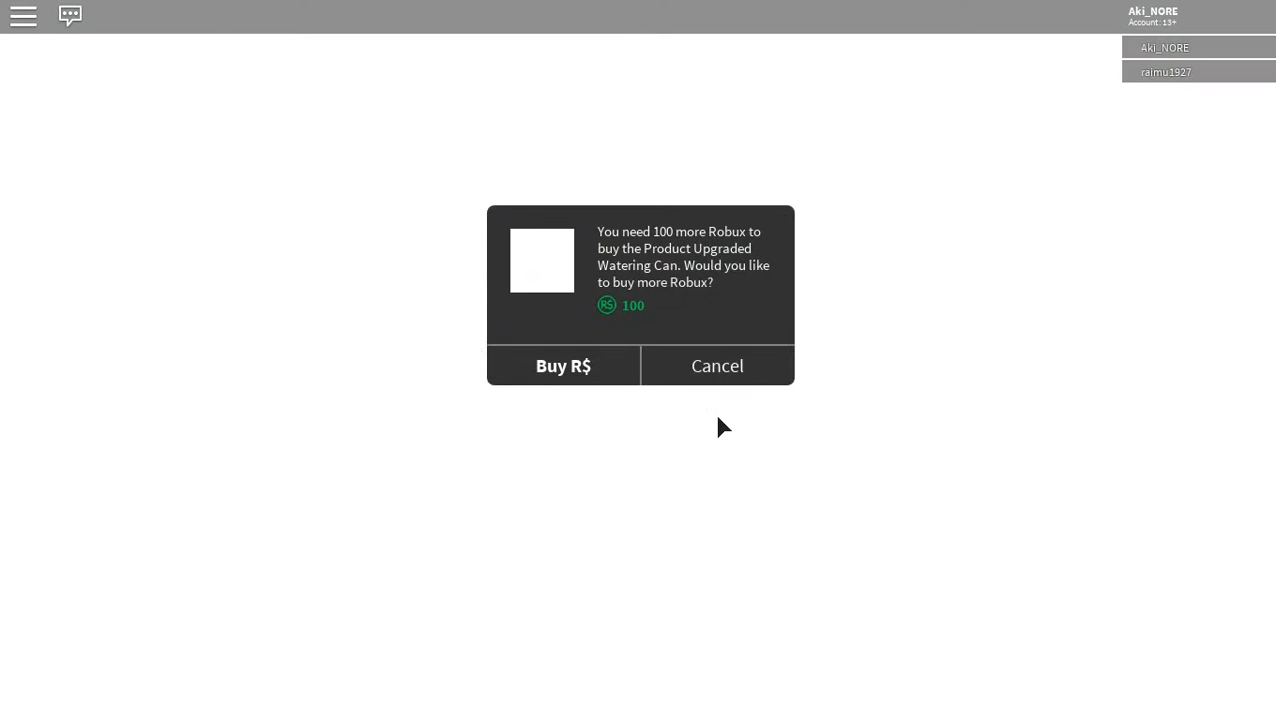 Aki_NORE
Account: 13+
Aki_NORE
raimu1927
You need 100 more Robux to
buy the Product Upgraded
Watering Can. Would you like
to buy more Robux?
R$ 100
Buy R$
Cancel